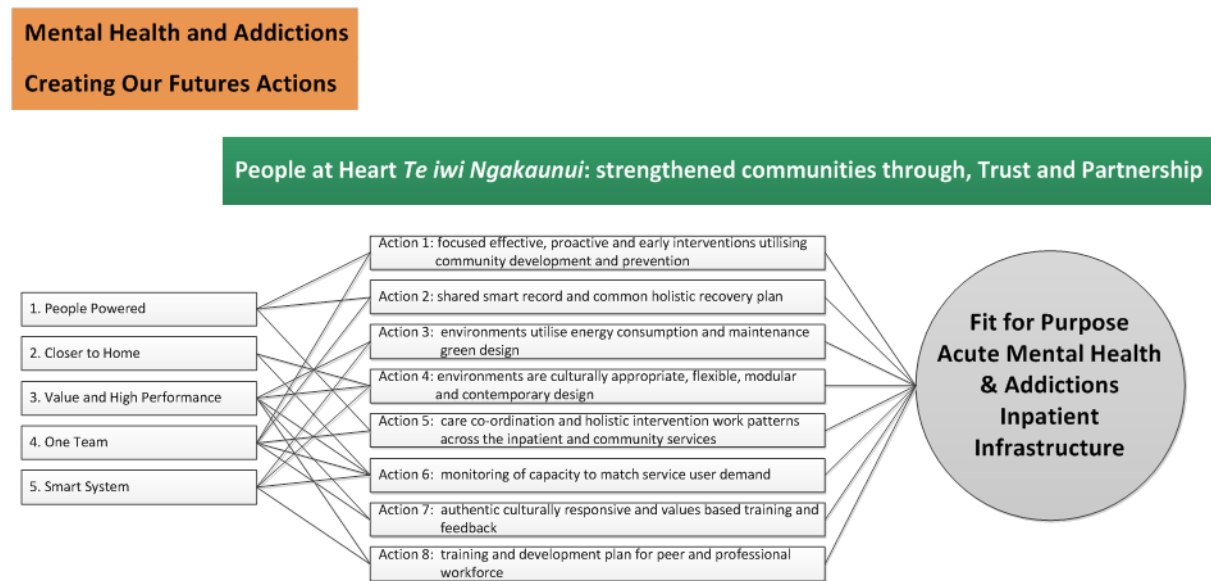 Mental Health and Addictions
Creating Our Futures Actions
People at Heart Te iwi Ngakaunui: strengthened communities through, Trust and Partnership
1. People Powered
2. Closer to Home
3. Value and High Performance
4. One Team
5. Smart System
Action 1: focused effective, proactive and early interventions utilising
community development and prevention
Action 2: shared smart record and common holistic recovery plan
Action 3: environments utilise energy consumption and maintenance
green design
Action 4: environments are culturally appropriate, flexible, modular
and contemporary design
Action 5: care co-ordination and holistic intervention work patterns
across the inpatient and community services
Action 6: monitoring of capacity to match service user demand
Action 7: authentic culturally responsive and values based training and
feedback
Action 8: training and development plan for peer and professional
workforce
Fit for Purpose
Acute Mental Health
& Addictions
Inpatient
Infrastructure